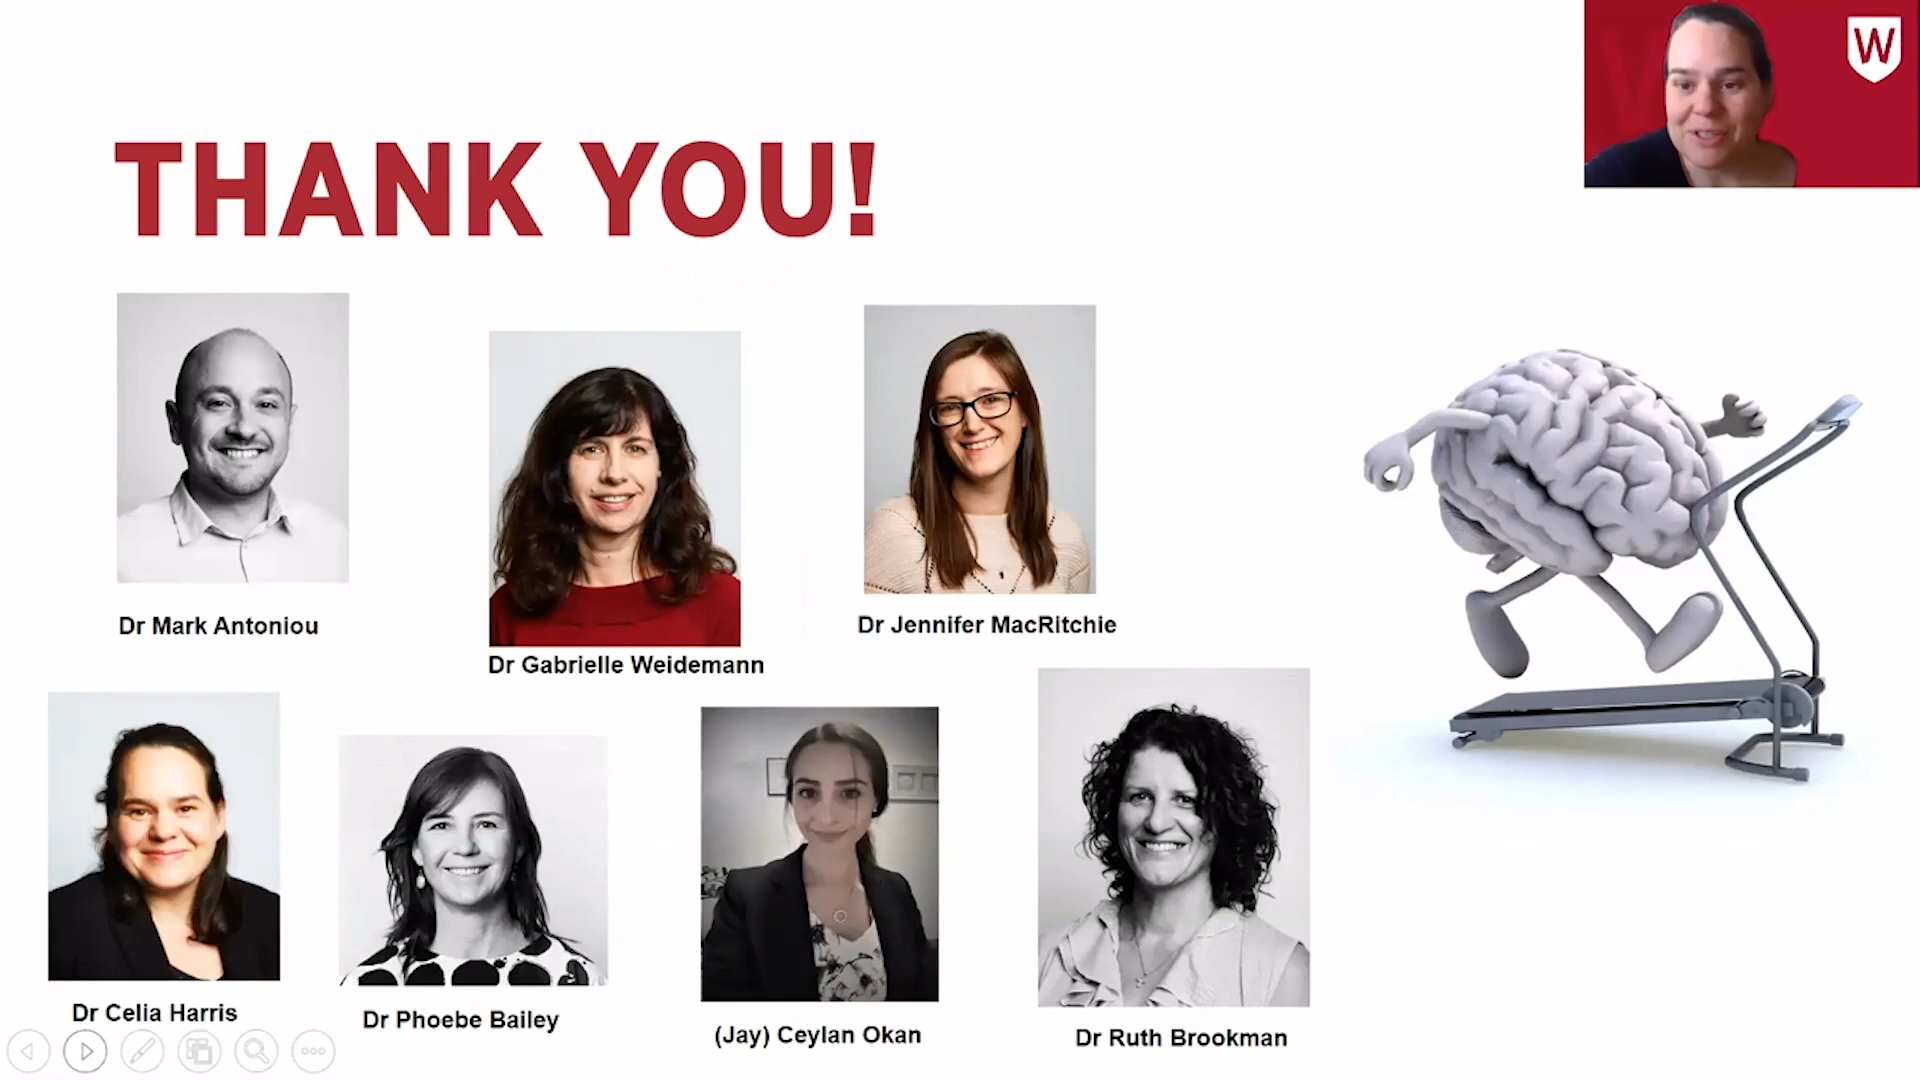 W
THANK YOU!
Dr Mark Antoniou
Dr Gabrielle Weidemann
Dr Jennifer MacRitchie
Dr Celia Harris
Dr Phoebe Bailey
(Jay) Ceylan Okan
Dr Ruth Brookman